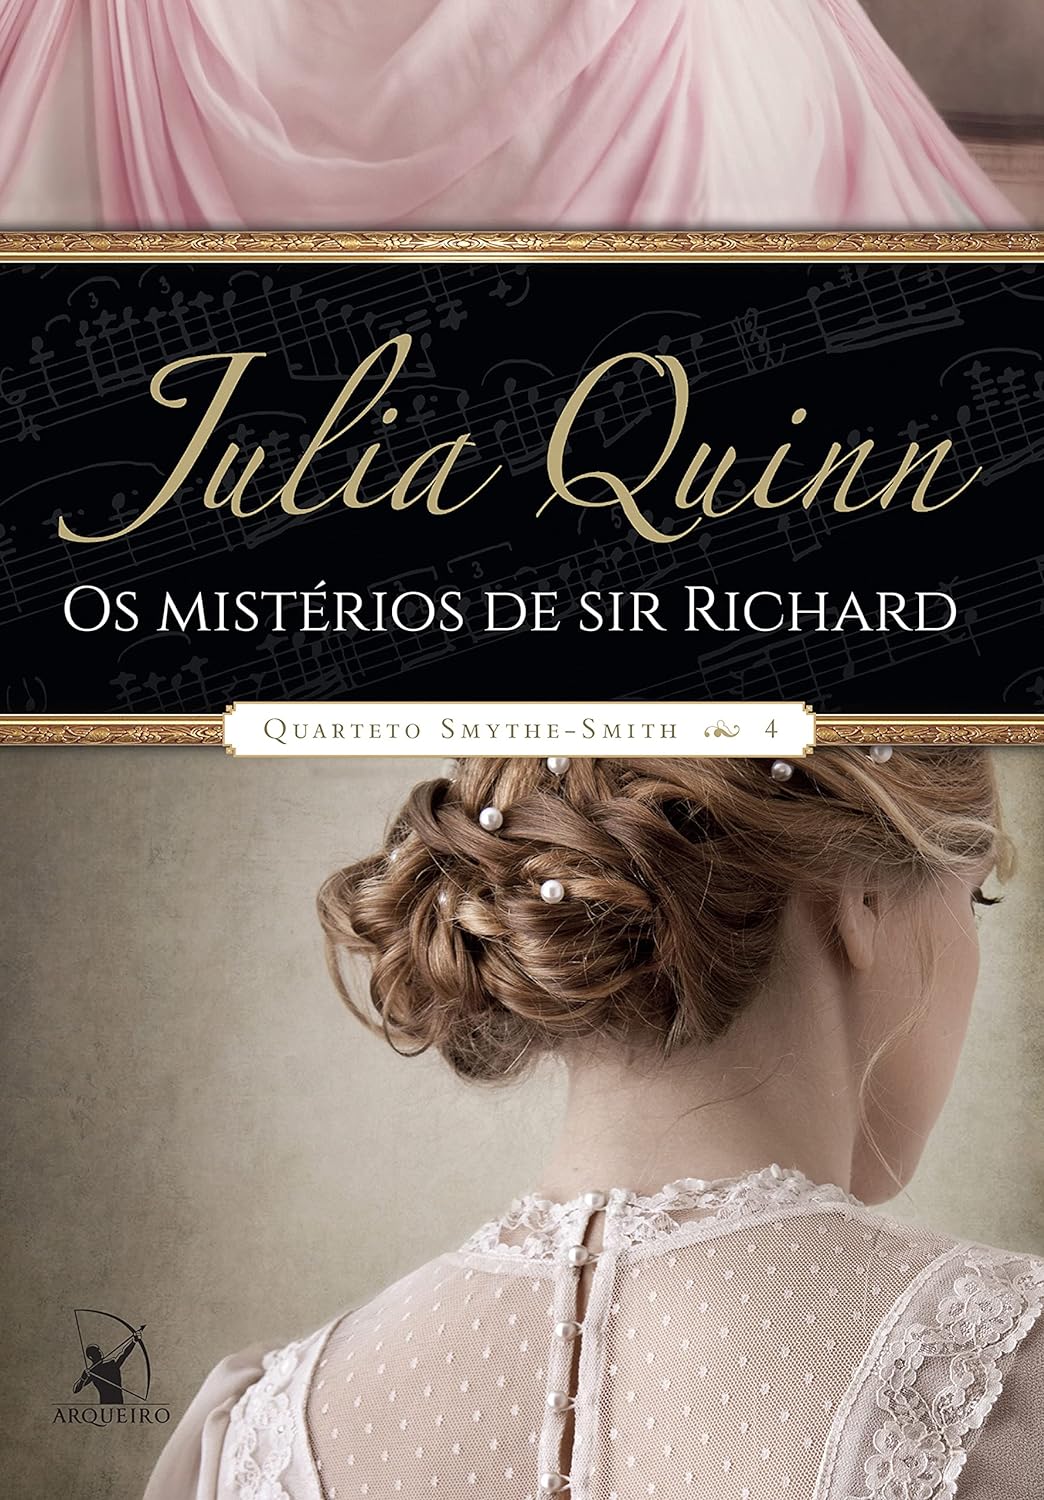 Julia Quinn
OS MISTÉRIOS DE SIR RICHARD
QUARTETO SMYTHE-SMITH 4
ARQUEIRO